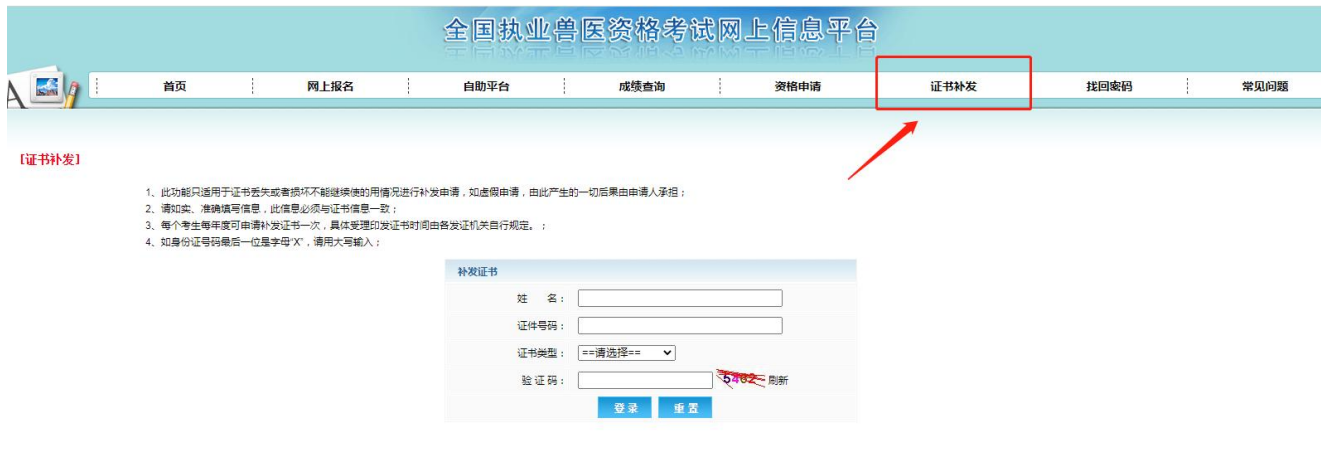 全国执业兽医资格考试网上信息平台
首页 网上报名 自助平台 成绩查询 资格申请 证书补发 找回密码 常见问题
[证书补发]
1、此功能只适用于证书丢失或者损坏不能继续使的用情况进行补发申请，如虚假申请，由此产生的一切后果由申请人承担；
2、请如实、准确填写信息，此信息必须与证书信息一致；
3、每个考生每年度可申请补发证书一次，具体受理印发证书时间由各发证机关自行规定。；
4、如身份证号码最后一位是字母“X”，请用大写输入；
补发证书
姓 名：
证件号码：
证书类型： ==请选择==
验 证 码： 5462 刷新
登 录 重 置